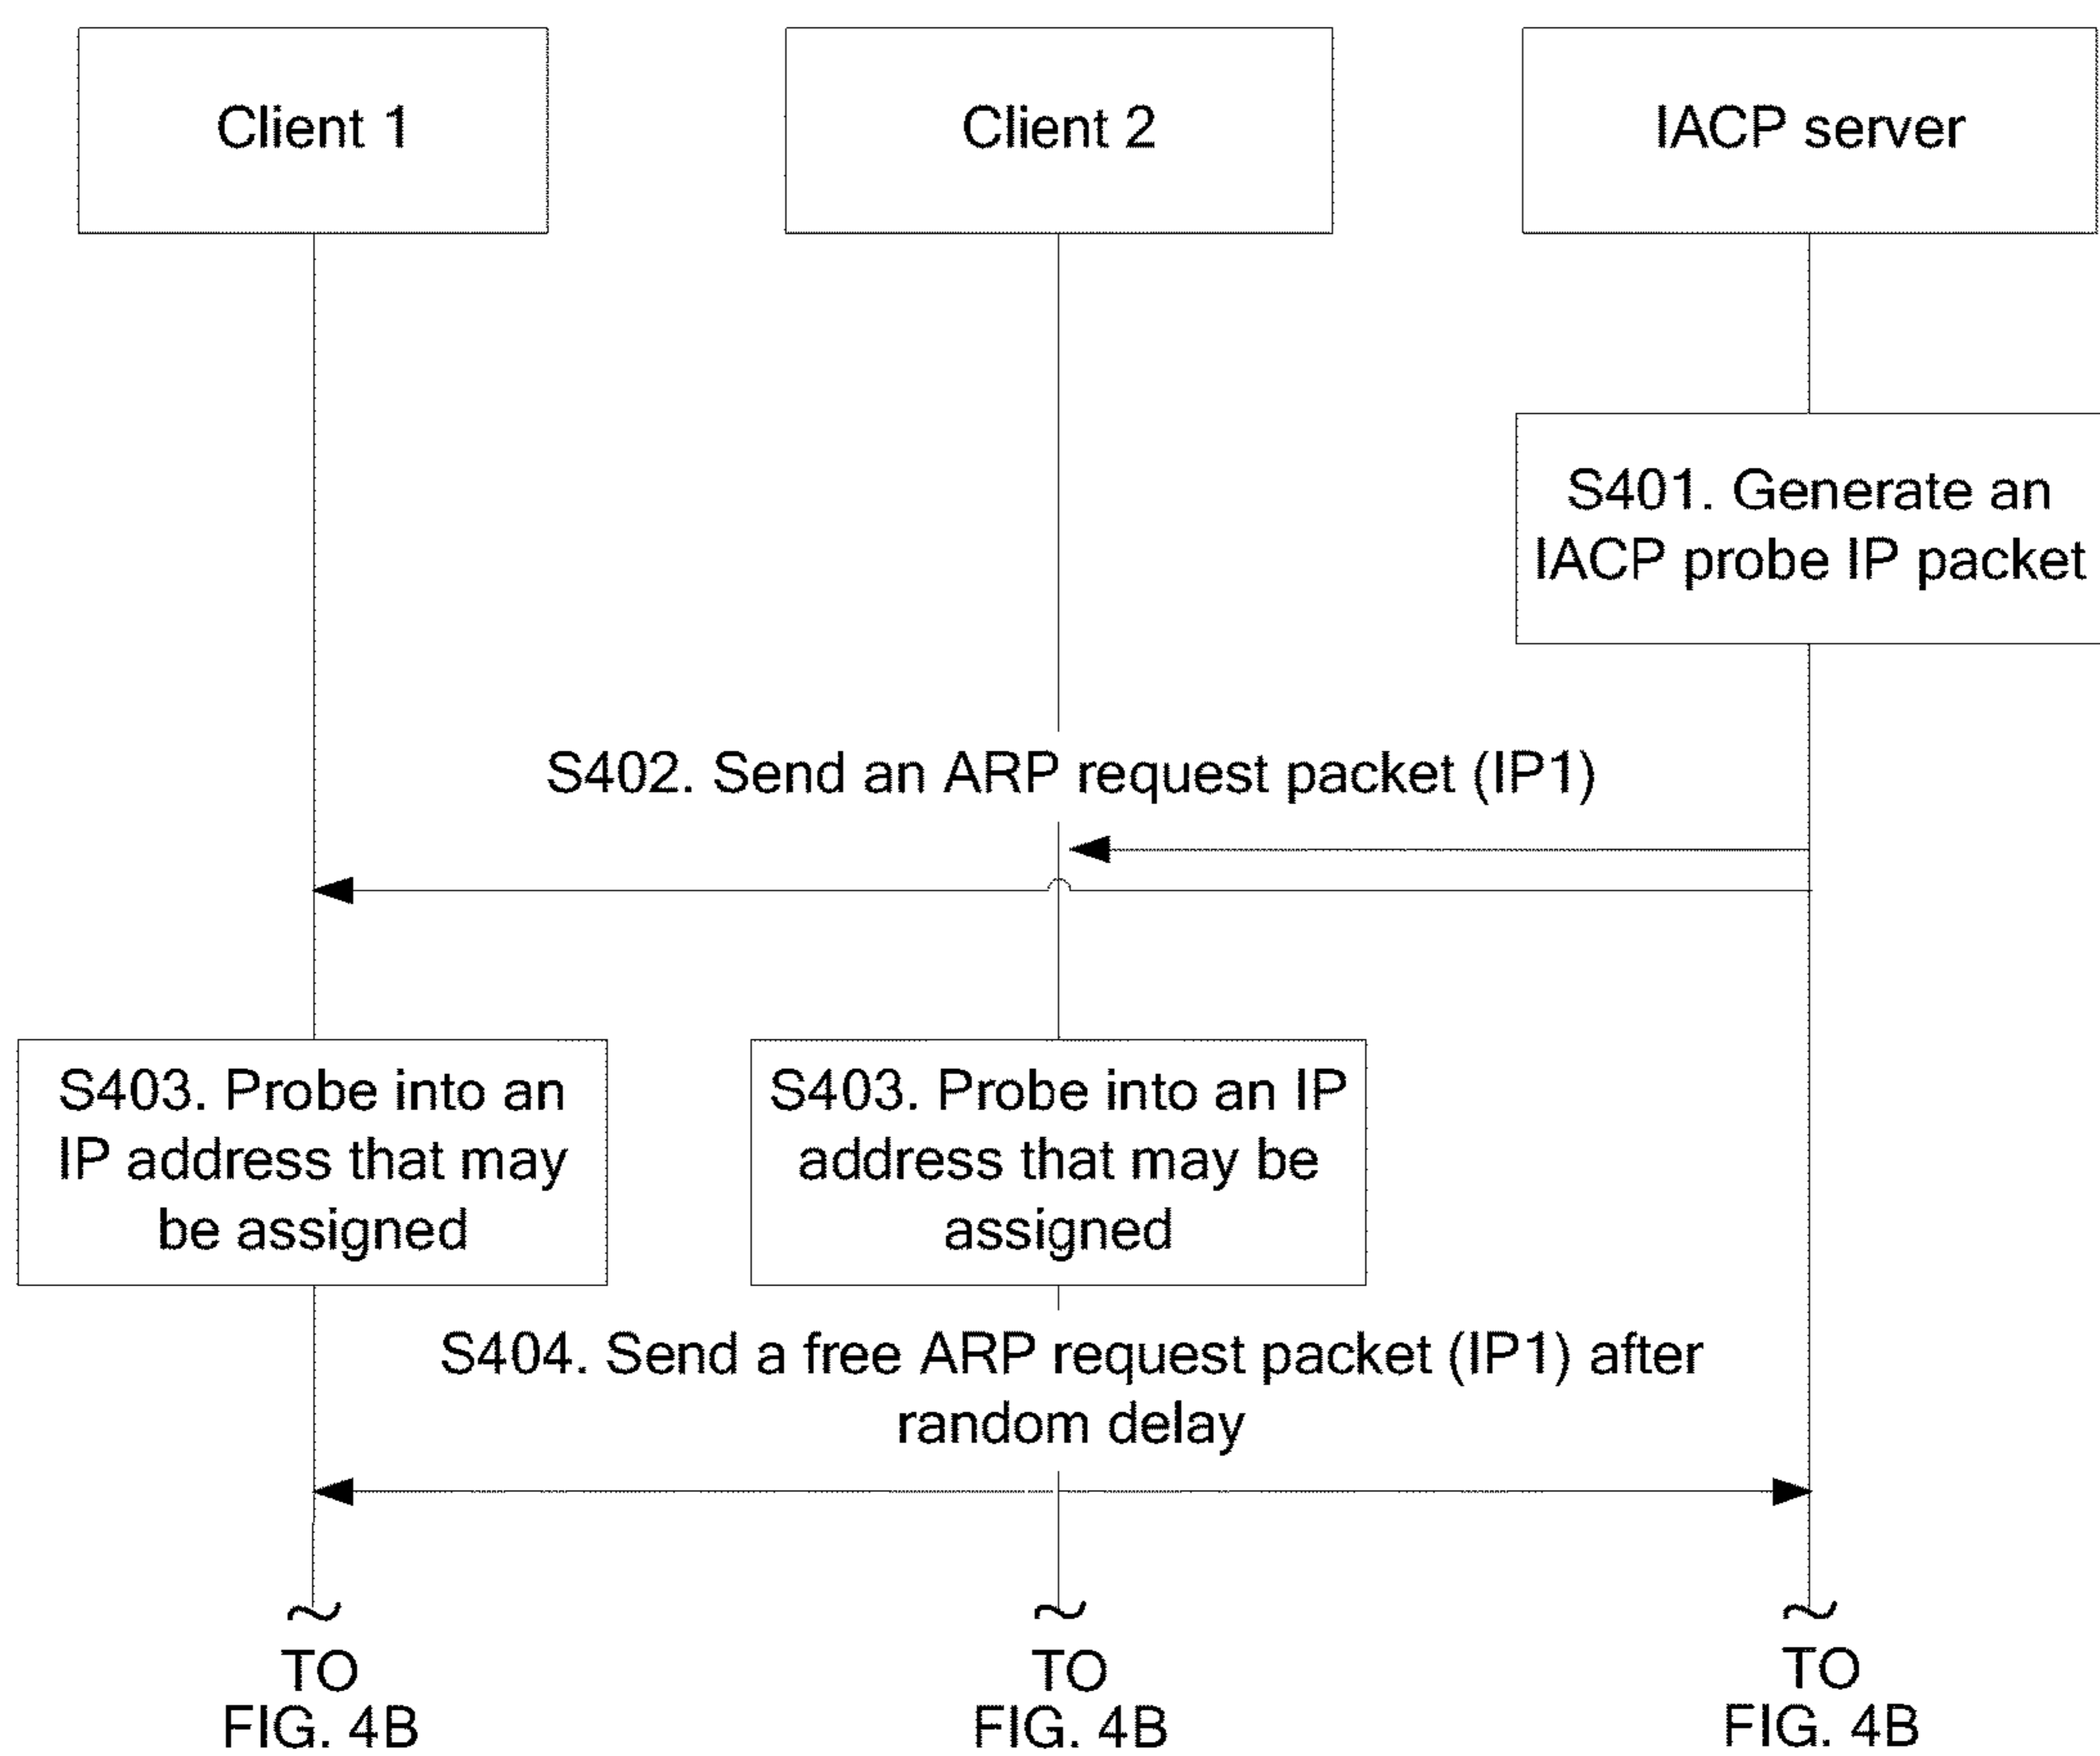 Client 1
Client 2
IACP server
S401. Generate an
IACP probe IP packet
S402. Send an ARP request packet (IP1)
S403. Probe into an
IP address that may
be assigned
S403. Probe into an IP
address that may be
assigned
S404. Send a free ARP request packet (IP1) after
random delay
TO
FIG. 4B
TO
FIG. 4B
TO
FIG. 4B